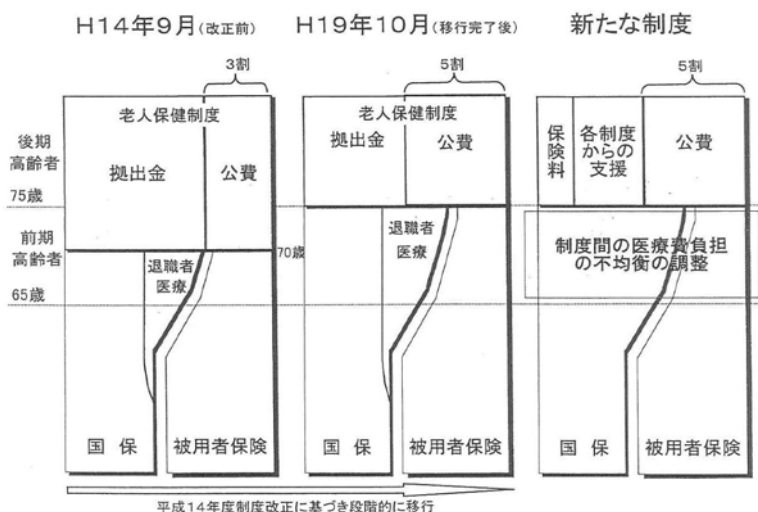 H14年9月(改正前)
H19年10月(移行完了後)
新たな制度
3割
5割
5割
老人保健制度
老人保健制度
後期
高齢者
拠出金
公費
拠出金
公費
保険料
各制度
からの
支援
公費
75歳
前期
高齢者
退職者
医療
70歳
退職者
医療
制度間の医療費負担
の不均衡の調整
65歳
国保
被用者保険
国保
被用者保険
国保
被用者保険
平成14年度制度改正に基づき段階的に移行